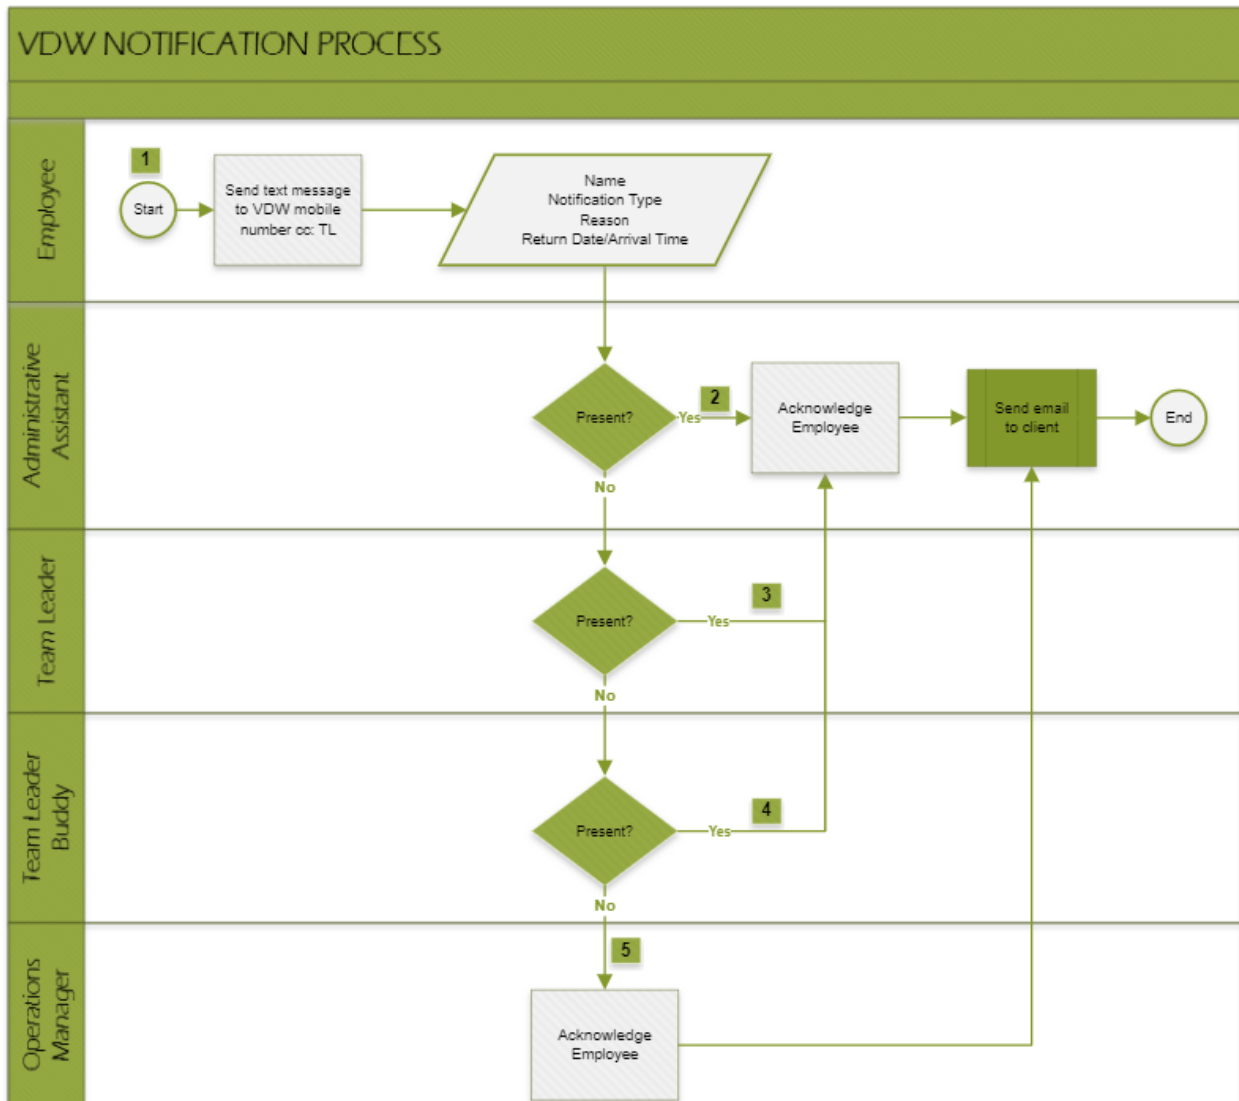 VDW NOTIFICATION PROCESS
Employee
1
Start
Send text message
to VDW mobile
number cc: TL
Name
Notification Type
Reason
Return Date/Arrival Time
Administrative
Assistant
Present?
Yes
2
Acknowledge
Employee
Send email
to client
End
No
Team Leader
Present?
Yes
3
No
Team Leader
Buddy
Present?
Yes
4
No
Operations
Manager
5
Acknowledge
Employee